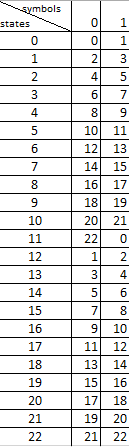 symbols
states 0 1
0 0 1
1 2 3
2 4 5
3 6 7
4 8 9
5 10 11
6 12 13
7 14 15
8 16 17
9 18 19
10 20 21
11 22 0
12 1 2
13 3 4
14 5 6
15 7 8
16 9 10
17 11 12
18 13 14
19 15 16
20 17 18
21 19 20
22 21 22